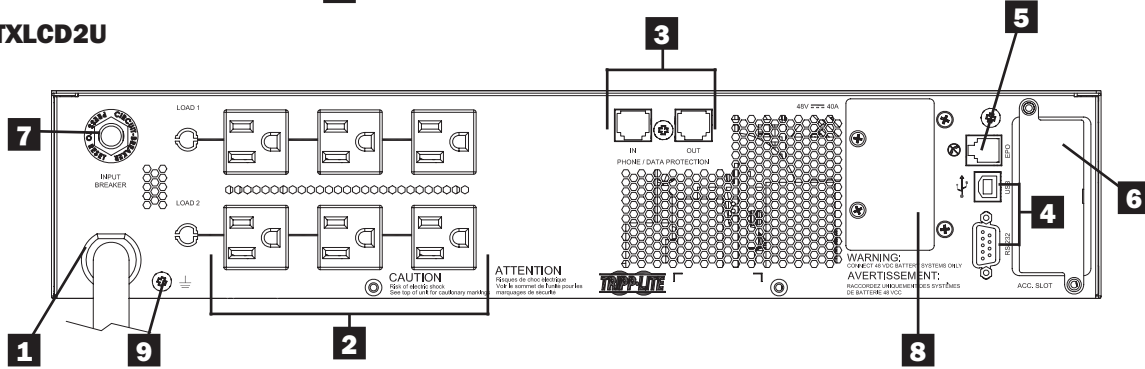 TXLCD2U
3
5
7
LOAD 1
48V 40A
PRESS TO RESET CIRCUIT-BREAKER
IN
OUT
PHONE / DATA PROTECTION
EPO
INPUT
BREAKER
LOAD 2
USB
4
6
RS232
1
CAUTION
Risk of electric shock
See top of unit for cautionary marking
ATTENTION
Risques de choc électrique
Voir le sommet de l'unité pour les
marquages de sécurité
TRIPP·LITE
WARNING:
CONNECT 48 VDC BATTERY SYSTEMS ONLY
AVERTISSEMENT:
RACCORDEZ UNIQUEMENT DES SYSTÈMES
DE BATTERIE 48 VCC
ACC. SLOT
9
2
8